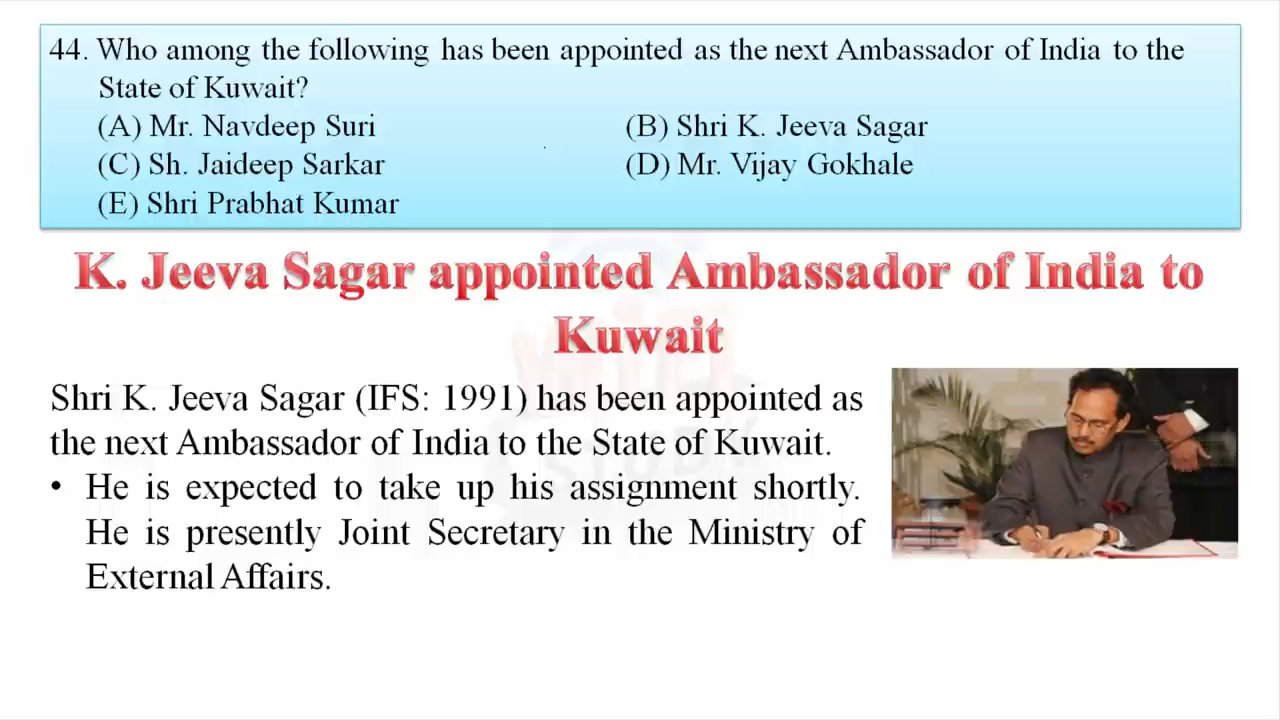 44. Who among the following has been appointed as the next Ambassador of India to the
State of Kuwait?
(A) Mr. Navdeep Suri (B) Shri K. Jeeva Sagar
(C) Sh. Jaideep Sarkar (D) Mr. Vijay Gokhale
(E) Shri Prabhat Kumar
K. Jeeva Sagar appointed Ambassador of India to
Kuwait
Shri K. Jeeva Sagar (IFS: 1991) has been appointed as
the next Ambassador of India to the State of Kuwait.
• He is expected to take up his assignment shortly.
He is presently Joint Secretary in the Ministry of
External Affairs.